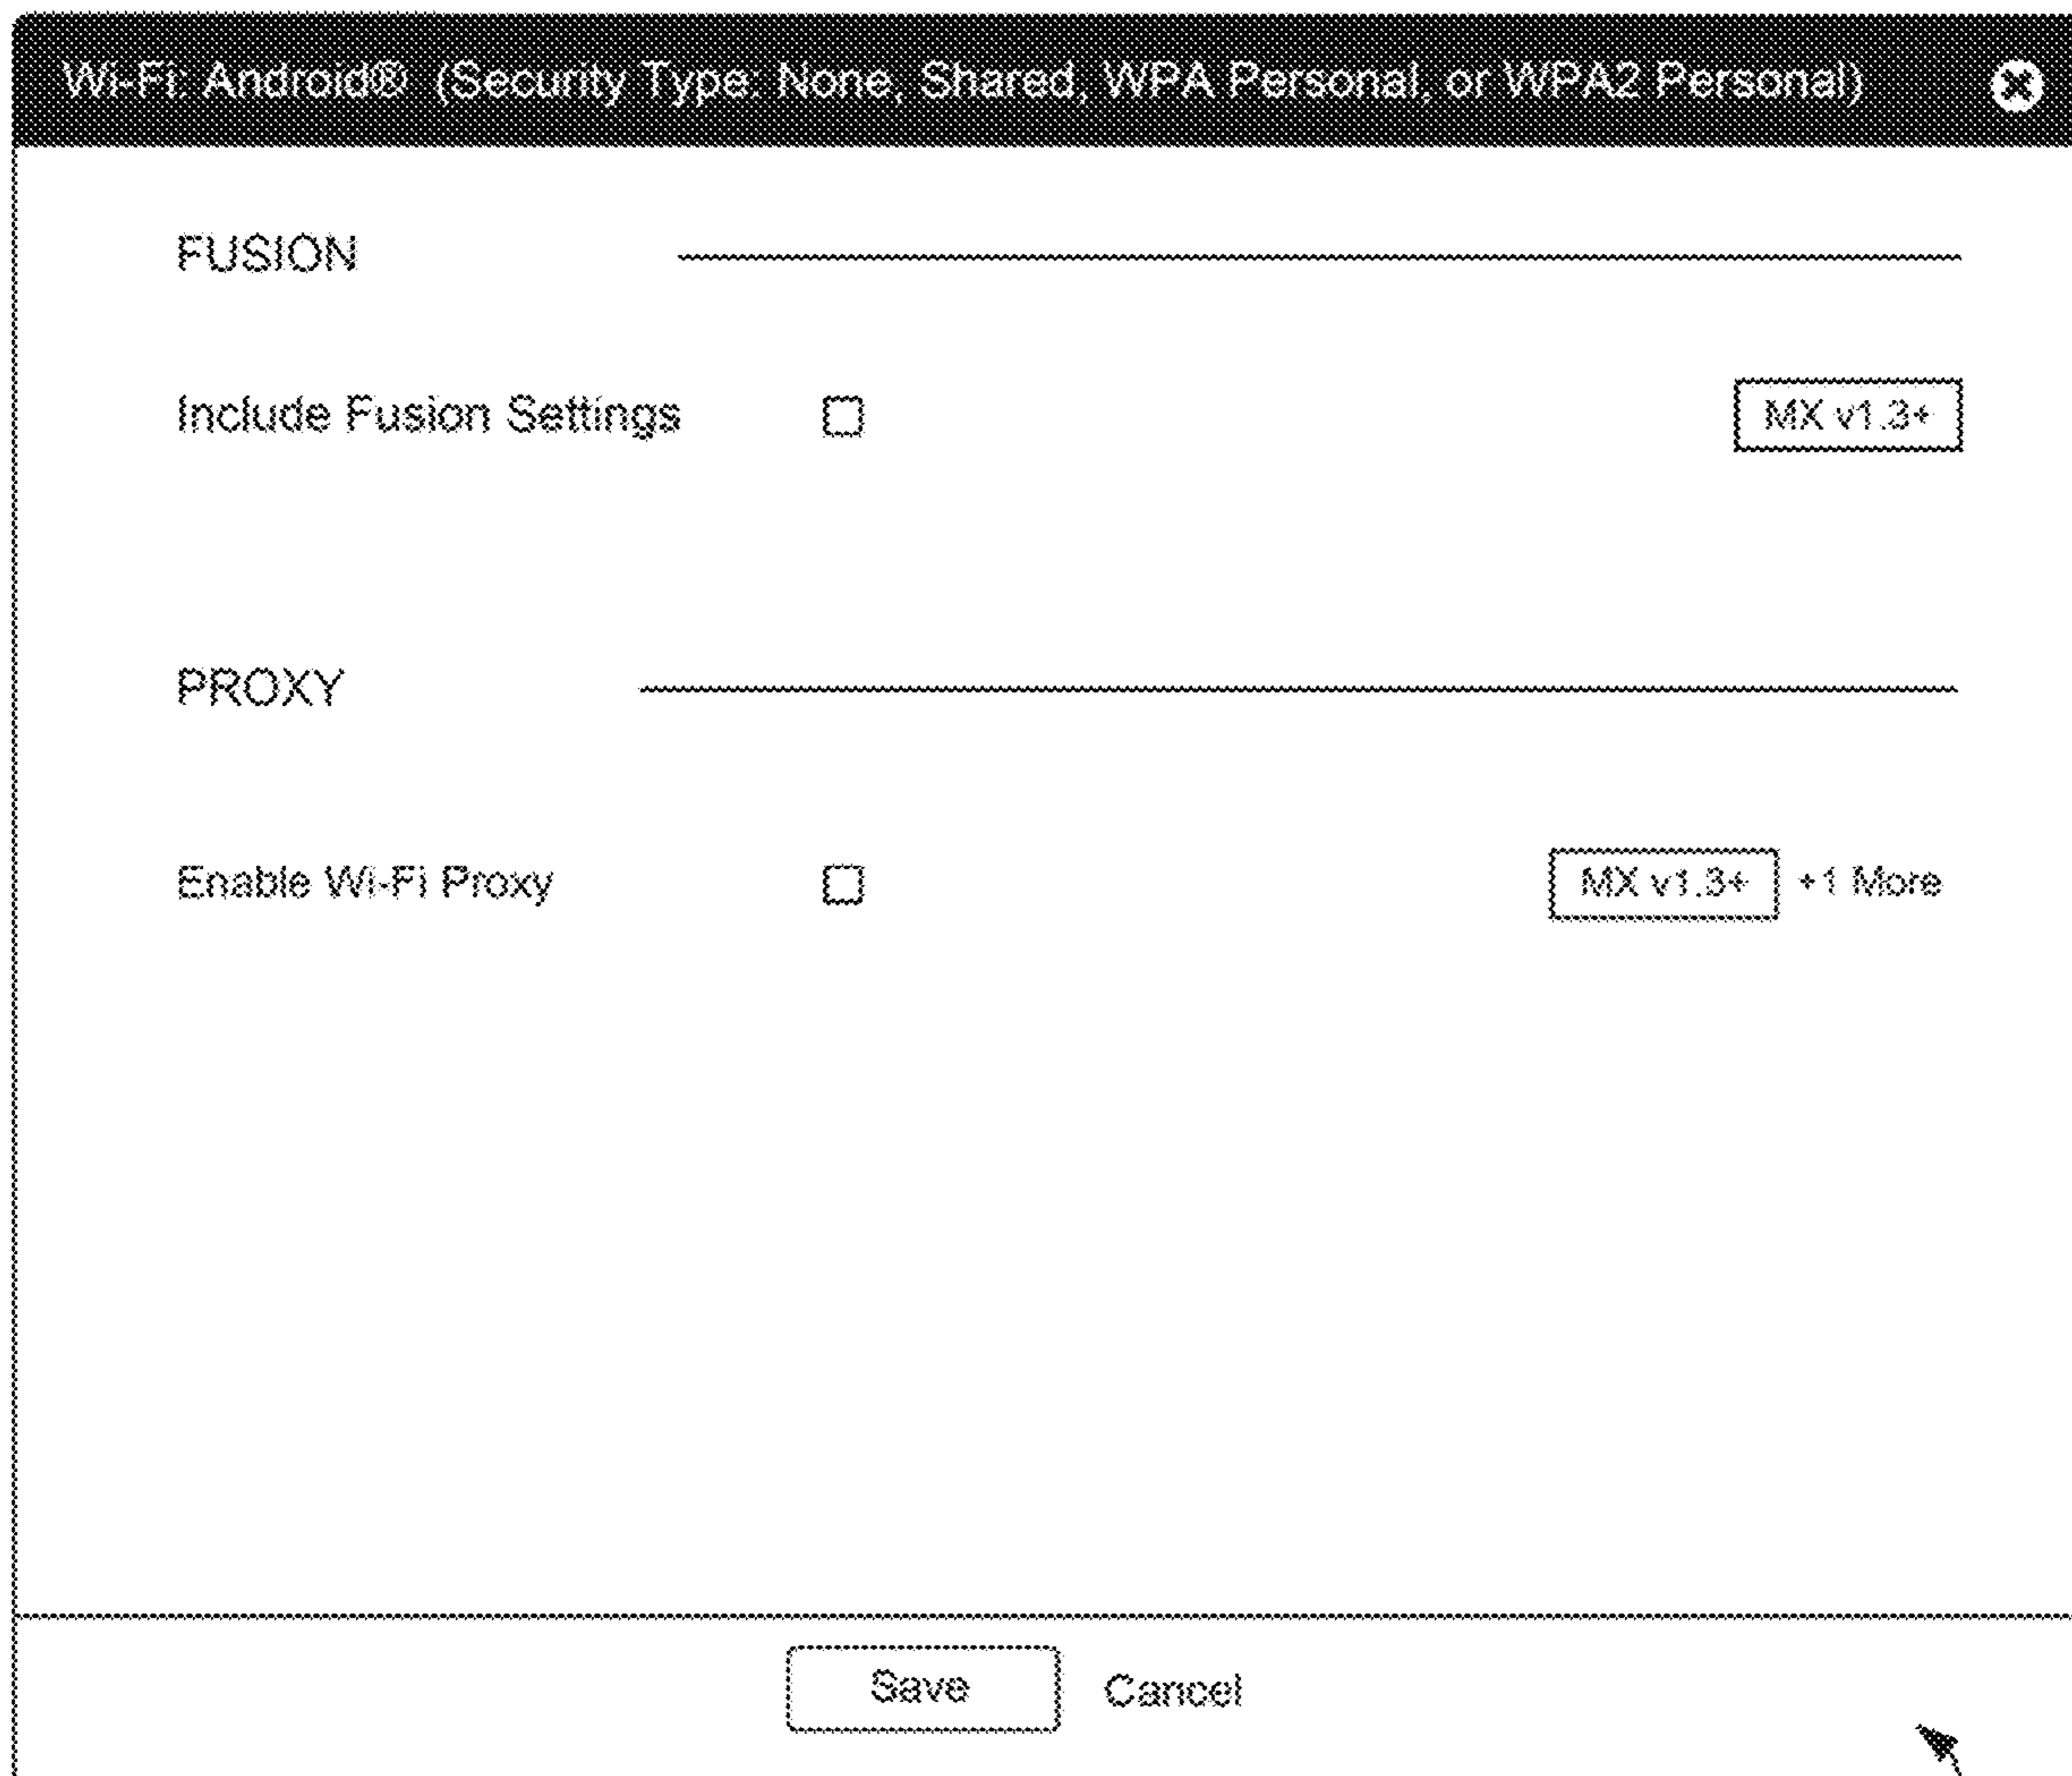 Wi-Fi: Android® (Security Type: None, Shared, WPA Personal, or WPA2 Personal)
FUSION
Include Fusion Settings MX v1.3+
PROXY
Enable Wi-Fi Proxy MX v1.3+ +1 More
Save Cancel